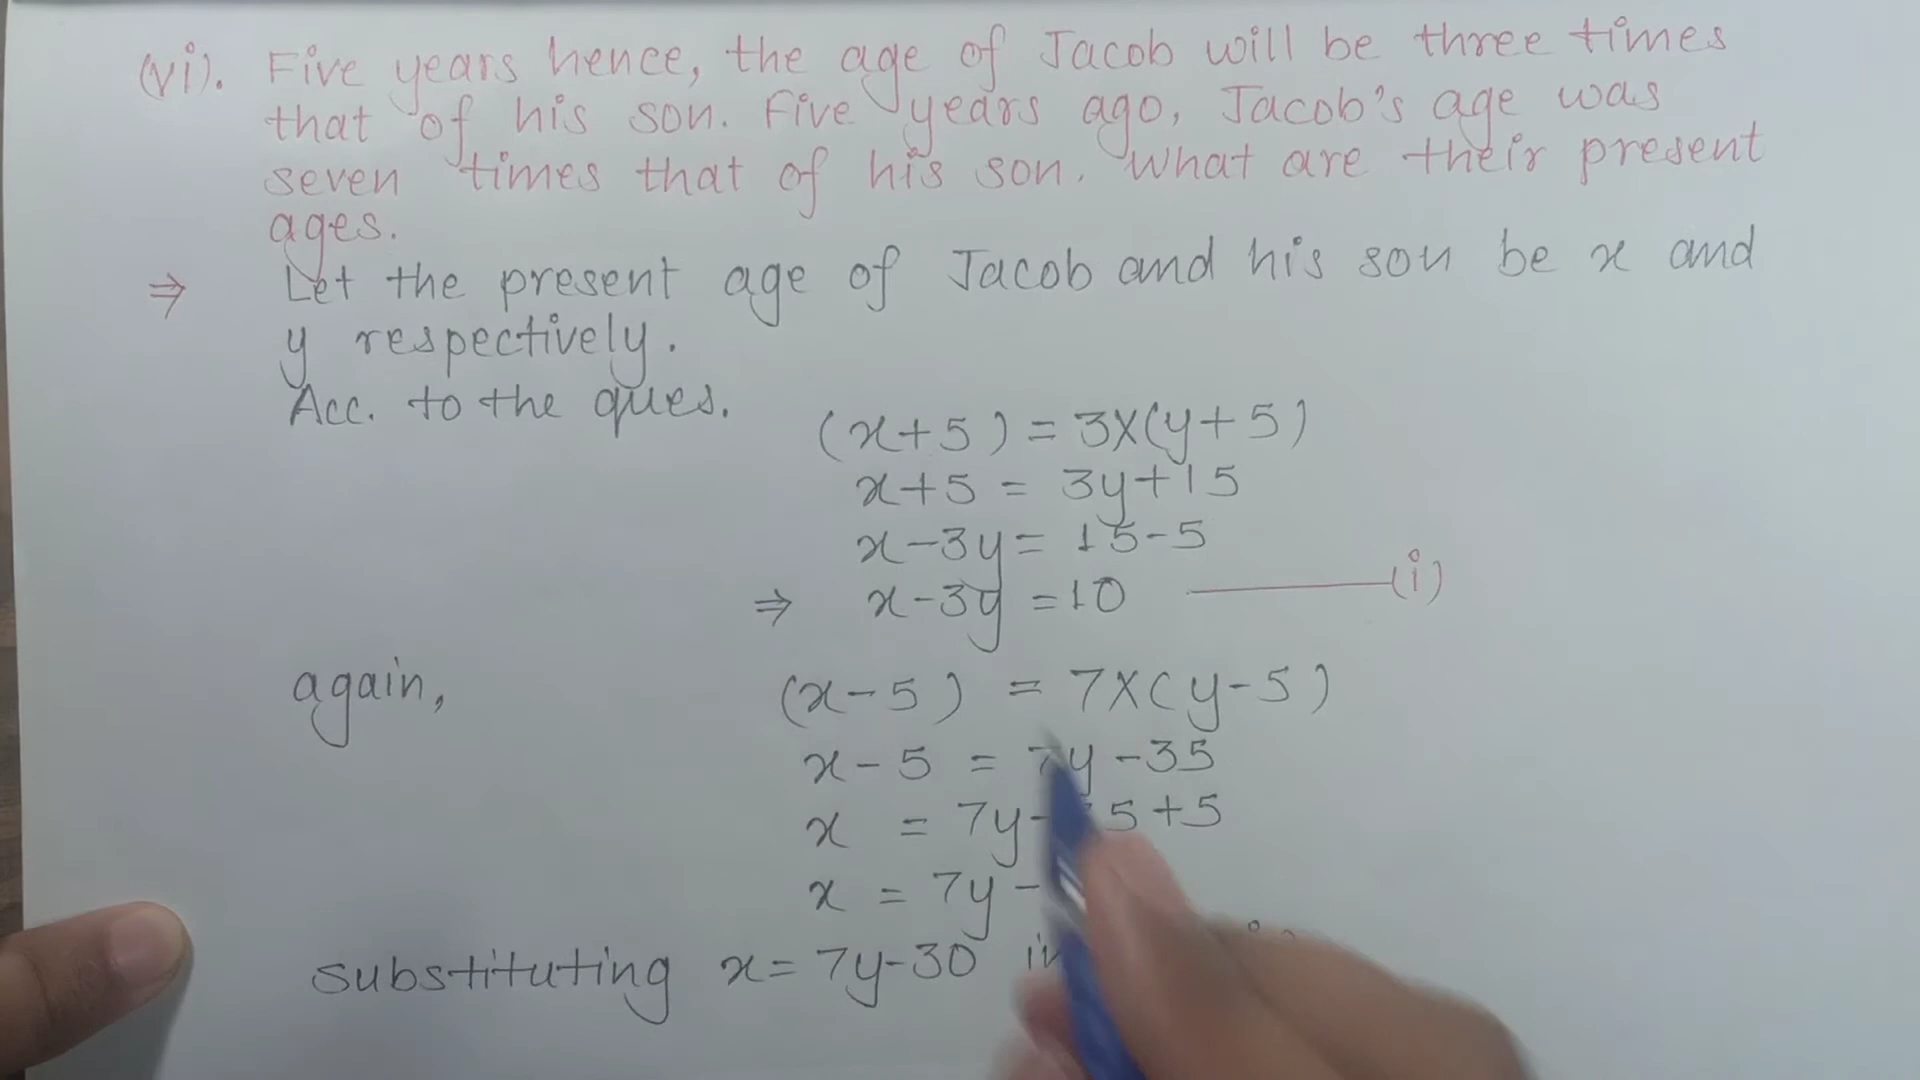 (vi). Five years hence, the age of Jacob will be three times
that of his son. Five years ago, Jacob's age was
seven times that of his son. What are their present
ages.
⇒ Let the present age of Jacob and his son be x and
y respectively.
Acc. to the ques.
(x+5) = 3×(y+5)
x+5 = 3y+15
x-3y = 15-5
⇒ x-3y = 10 ——— (i)
again,
(x-5) = 7×(y-5)
x-5 = 7y-35
x = 7y- 5+5
x = 7y-
substituting x = 7y-30